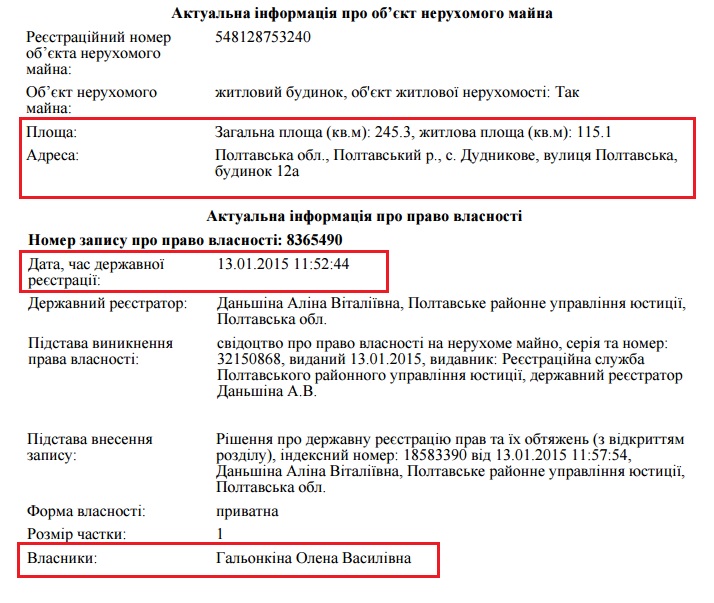 Актуальна інформація про об’єкт нерухомого майна
Реєстраційний номер 548128753240
об’єкта нерухомого
майна:
Об’єкт нерухомого житловий будинок, об'єкт житлової нерухомості: Так
майна:
Площа: Загальна площа (кв.м): 245.3, житлова площа (кв.м): 115.1
Адреса: Полтавська обл., Полтавський р., с. Дудникове, вулиця Полтавська,
будинок 12а
Актуальна інформація про право власності
Номер запису про право власності: 8365490
Дата, час державної 13.01.2015 11:52:44
реєстрації:
Державний реєстратор: Даньшіна Аліна Віталіївна, Полтавське районне управління юстиції,
Полтавська обл.
Підстава виникнення свідоцтво про право власності на нерухоме майно, серія та номер:
права власності: 32150868, виданий 13.01.2015, видавник: Реєстраційна служба
Полтавського районного управління юстиції, державний реєстратор
Даньшіна А.В.
Підстава внесення Рішення про державну реєстрацію прав та їх обтяжень (з відкриттям
запису: розділу), індексний номер: 18583390 від 13.01.2015 11:57:54,
Даньшіна Аліна Віталіївна, Полтавське районне управління юстиції,
Полтавська обл.
Форма власності: приватна
Розмір частки: 1
Власники: Гальонкіна Олена Василівна